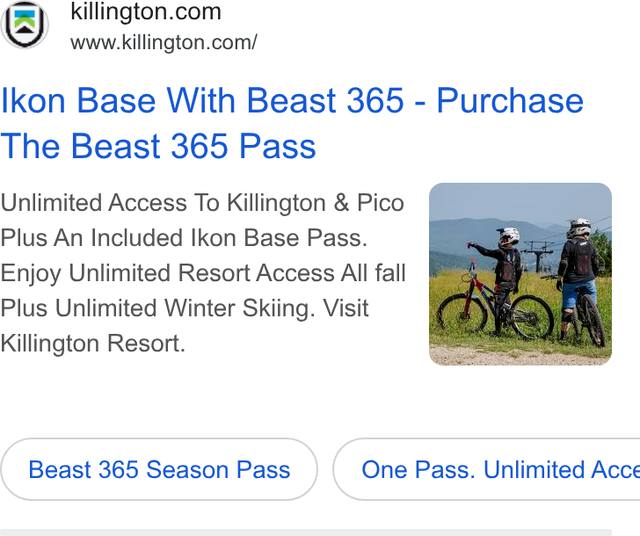 killington.com
www.killington.com/
Ikon Base With Beast 365 - Purchase
The Beast 365 Pass
Unlimited Access To Killington & Pico
Plus An Included Ikon Base Pass.
Enjoy Unlimited Resort Access All fall
Plus Unlimited Winter Skiing. Visit
Killington Resort.
Beast 365 Season Pass
One Pass. Unlimited Acce